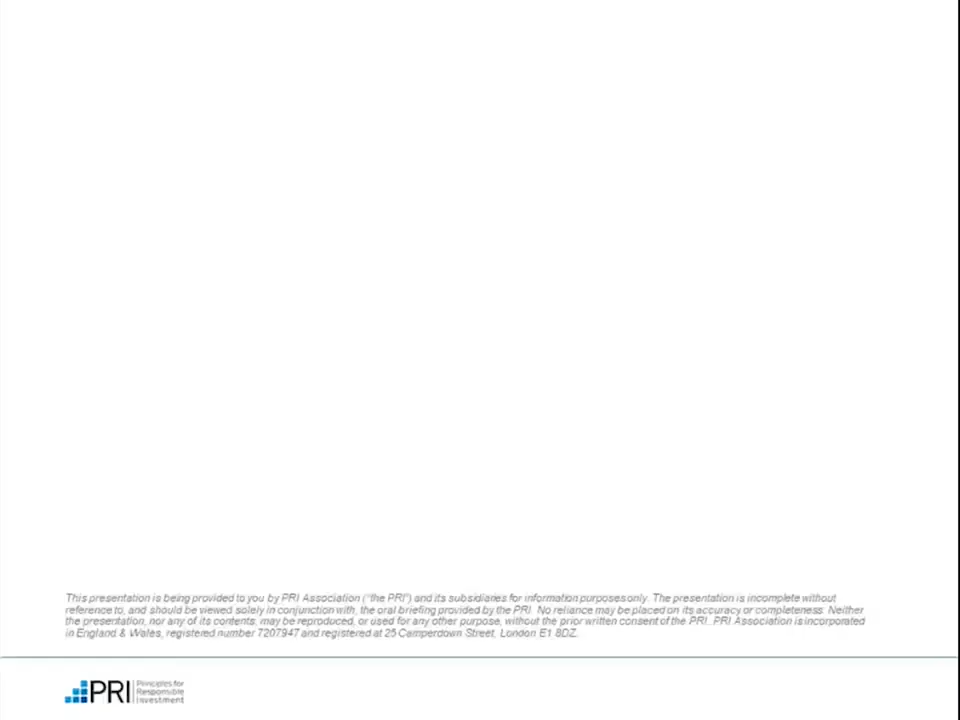 This presentation is being provided to you by PRI Association ("the PRI") and its subsidiaries for information purposes only. The presentation is incomplete without
reference to, and should be viewed solely in conjunction with, the oral briefing provided by the PRI. No reliance may be placed on its accuracy or completeness. Neither
the presentation, nor any of its contents, may be reproduced, or used for any other purpose, without the prior written consent of the PRI. PRI Association is incorporated
in England & Wales, registered number 7207947 and registered at 25 Camperdown Street, London E1 8DZ.
PRI
Principles for
Responsible
Investment